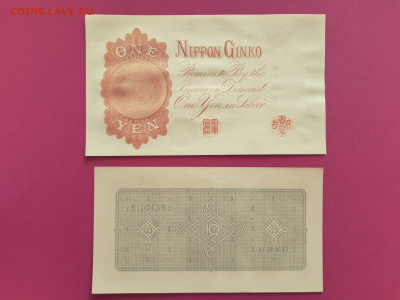 COINS.LAVE.RU
ONE
YEN
NIPPON GINKO
Promises to Pay the
Bearer on Demand
One Yen in Silver
10